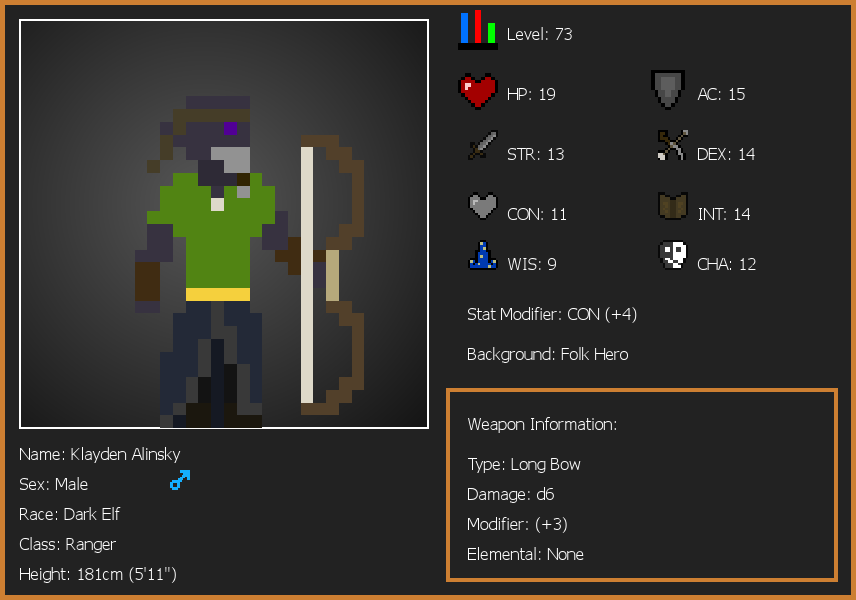 Level: 73
HP: 19
AC: 15
STR: 13
DEX: 14
CON: 11
INT: 14
WIS: 9
CHA: 12
Stat Modifier: CON (+4)
Background: Folk Hero
Weapon Information:
Type: Long Bow
Damage: d6
Modifier: (+3)
Elemental: None
Name: Klayden Alinsky
Sex: Male
Race: Dark Elf
Class: Ranger
Height: 181cm (5'11")